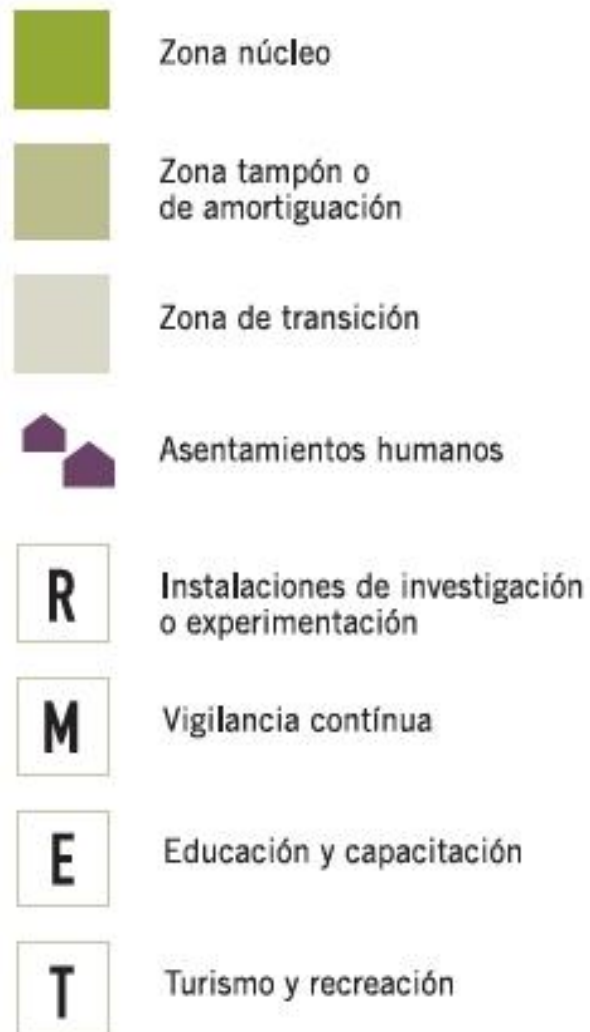 Zona núcleo
Zona tampón o
de amortiguación
Zona de transición
Asentamientos humanos
R
Instalaciones de investigación
o experimentación
M
Vigilancia contínua
E
Educación y capacitación
T
Turismo y recreación